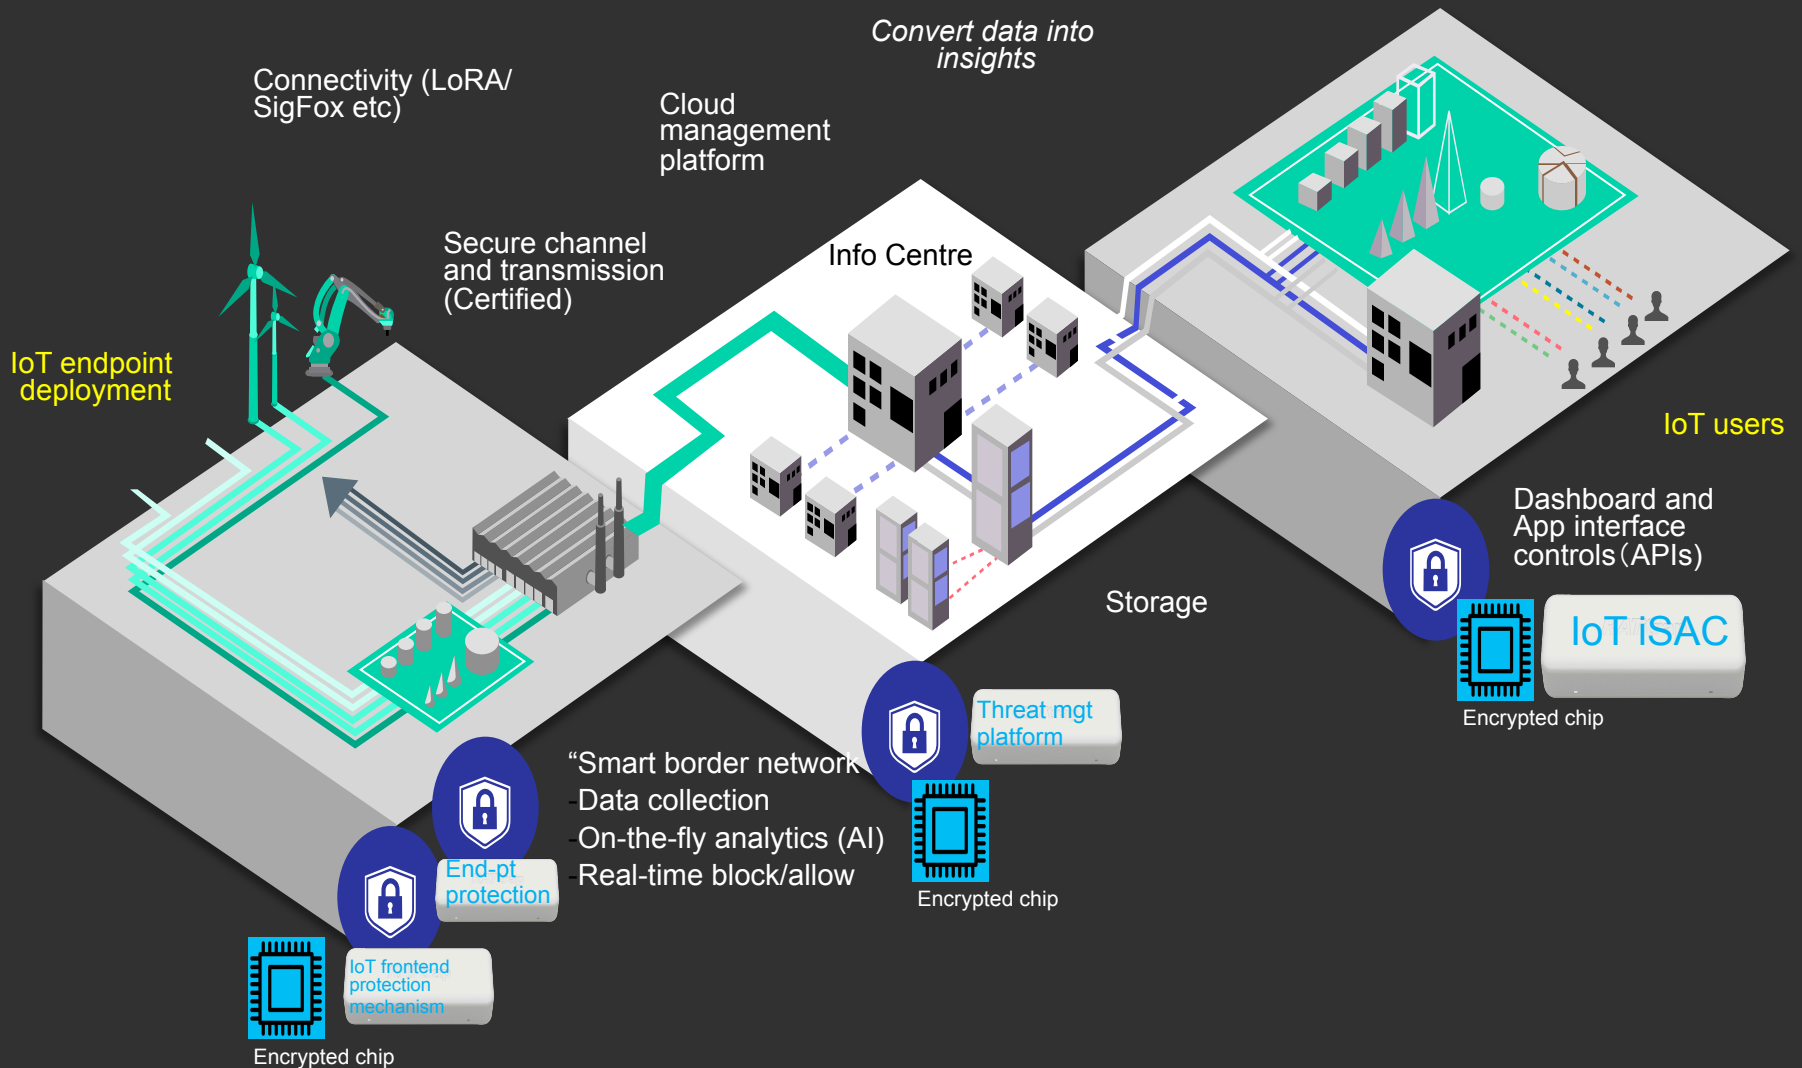 Convert data into
insights
Connectivity (LoRA/
SigFox etc)
Cloud
management
platform
Secure channel
and transmission
(Certified)
Info Centre
IoT endpoint
deployment
IoT users
Dashboard and
App interface
controls(APIs)
Storage
IoT iSAC
Encrypted chip
Threat mgt
platform
Encrypted chip
“Smart border network
-Data collection
-On-the-fly analytics (AI)
-Real-time block/allow
End-pt
protection
IoT frontend
protection
mechanism
Encrypted chip